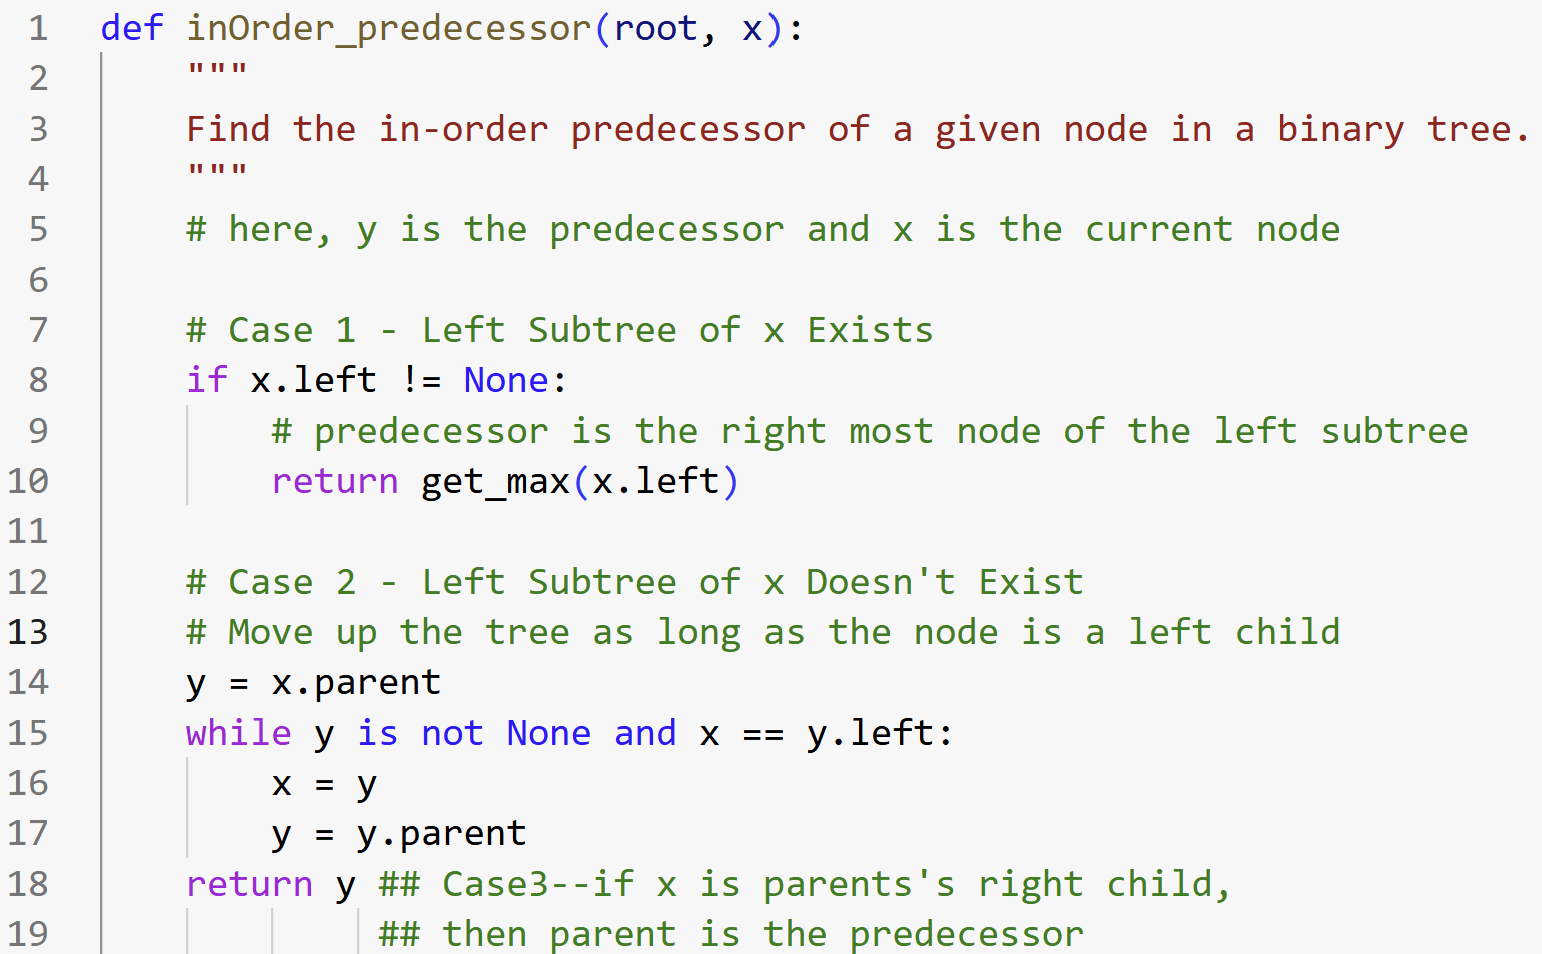 1 def inOrder_predecessor(root, x):
2 """
3 Find the in-order predecessor of a given node in a binary tree.
4 """
5 # here, y is the predecessor and x is the current node
6
7 # Case 1 - Left Subtree of x Exists
8 if x.left != None:
9 # predecessor is the right most node of the left subtree
10 return get_max(x.left)
11
12 # Case 2 - Left Subtree of x Doesn't Exist
13 # Move up the tree as long as the node is a left child
14 y = x.parent
15 while y is not None and x == y.left:
16 x = y
17 y = y.parent
18 return y ## Case3--if x is parents's right child,
19 ## then parent is the predecessor